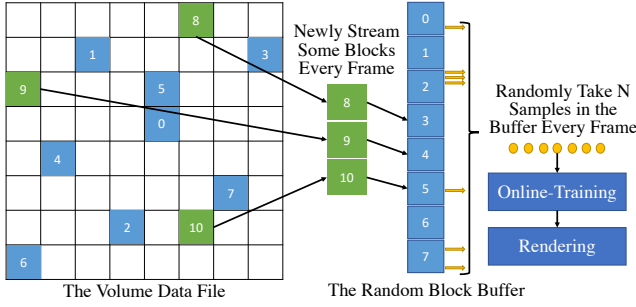 8
1
3
9
5
0
4
7
2
10
6
The Volume Data File
Newly Stream
Some Blocks
Every Frame
8
9
10
0
1
2
3
4
5
6
7
The Random Block Buffer
Randomly Take N
Samples in the
Buffer Every Frame
Online-Training
Rendering